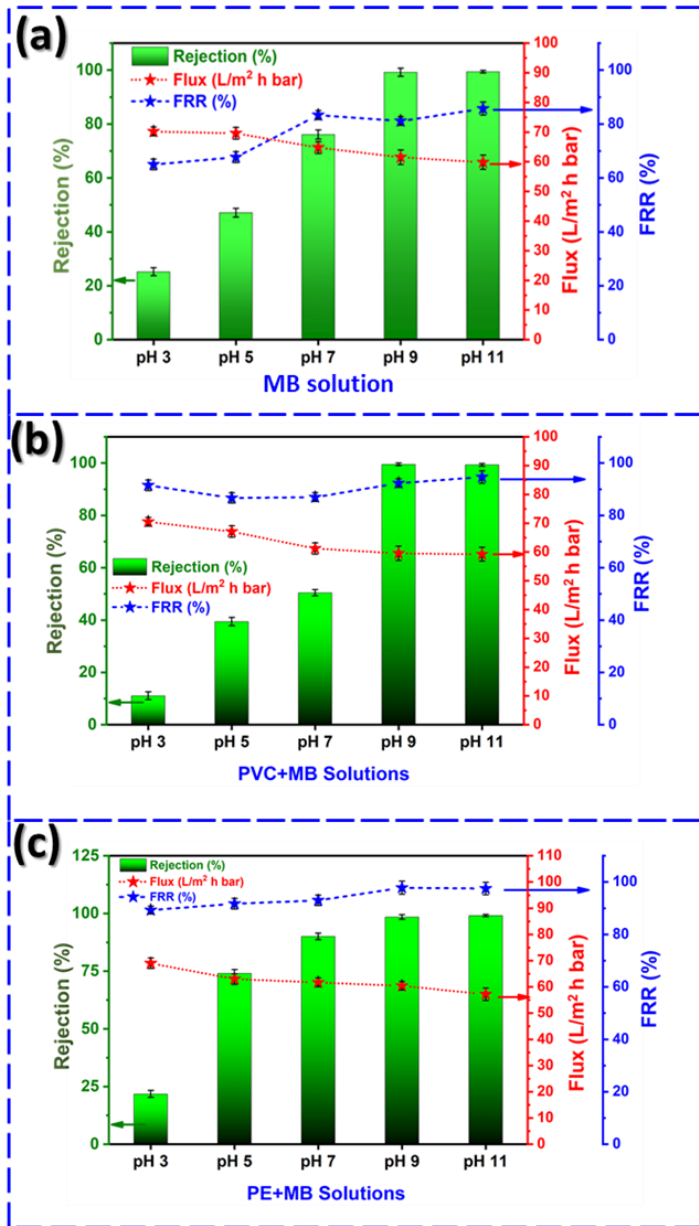 (a)
Rejection (%)
Flux (L/m² h bar)
FRR (%)
Rejection (%)
0
20
40
60
80
100
Flux (L/m² h bar)
0
10
20
30
40
50
60
70
80
90
100
FRR (%)
0
20
40
60
80
100
pH 3 pH 5 pH 7 pH 9 pH 11
MB solution
(b)
Rejection (%)
Flux (L/m² h bar)
FRR (%)
Rejection (%)
0
20
40
60
80
100
Flux (L/m² h bar)
0
10
20
30
40
50
60
70
80
90
100
FRR (%)
0
20
40
60
80
100
pH 3 pH 5 pH 7 pH 9 pH 11
PVC+MB Solutions
(c)
Rejection (%)
Flux (L/m² h bar)
FRR (%)
Rejection (%)
0
25
50
75
100
125
Flux (L/m² h bar)
0
10
20
30
40
50
60
70
80
90
100
110
FRR (%)
0
20
40
60
80
100
pH 3 pH 5 pH 7 pH 9 pH 11
PE+MB Solutions